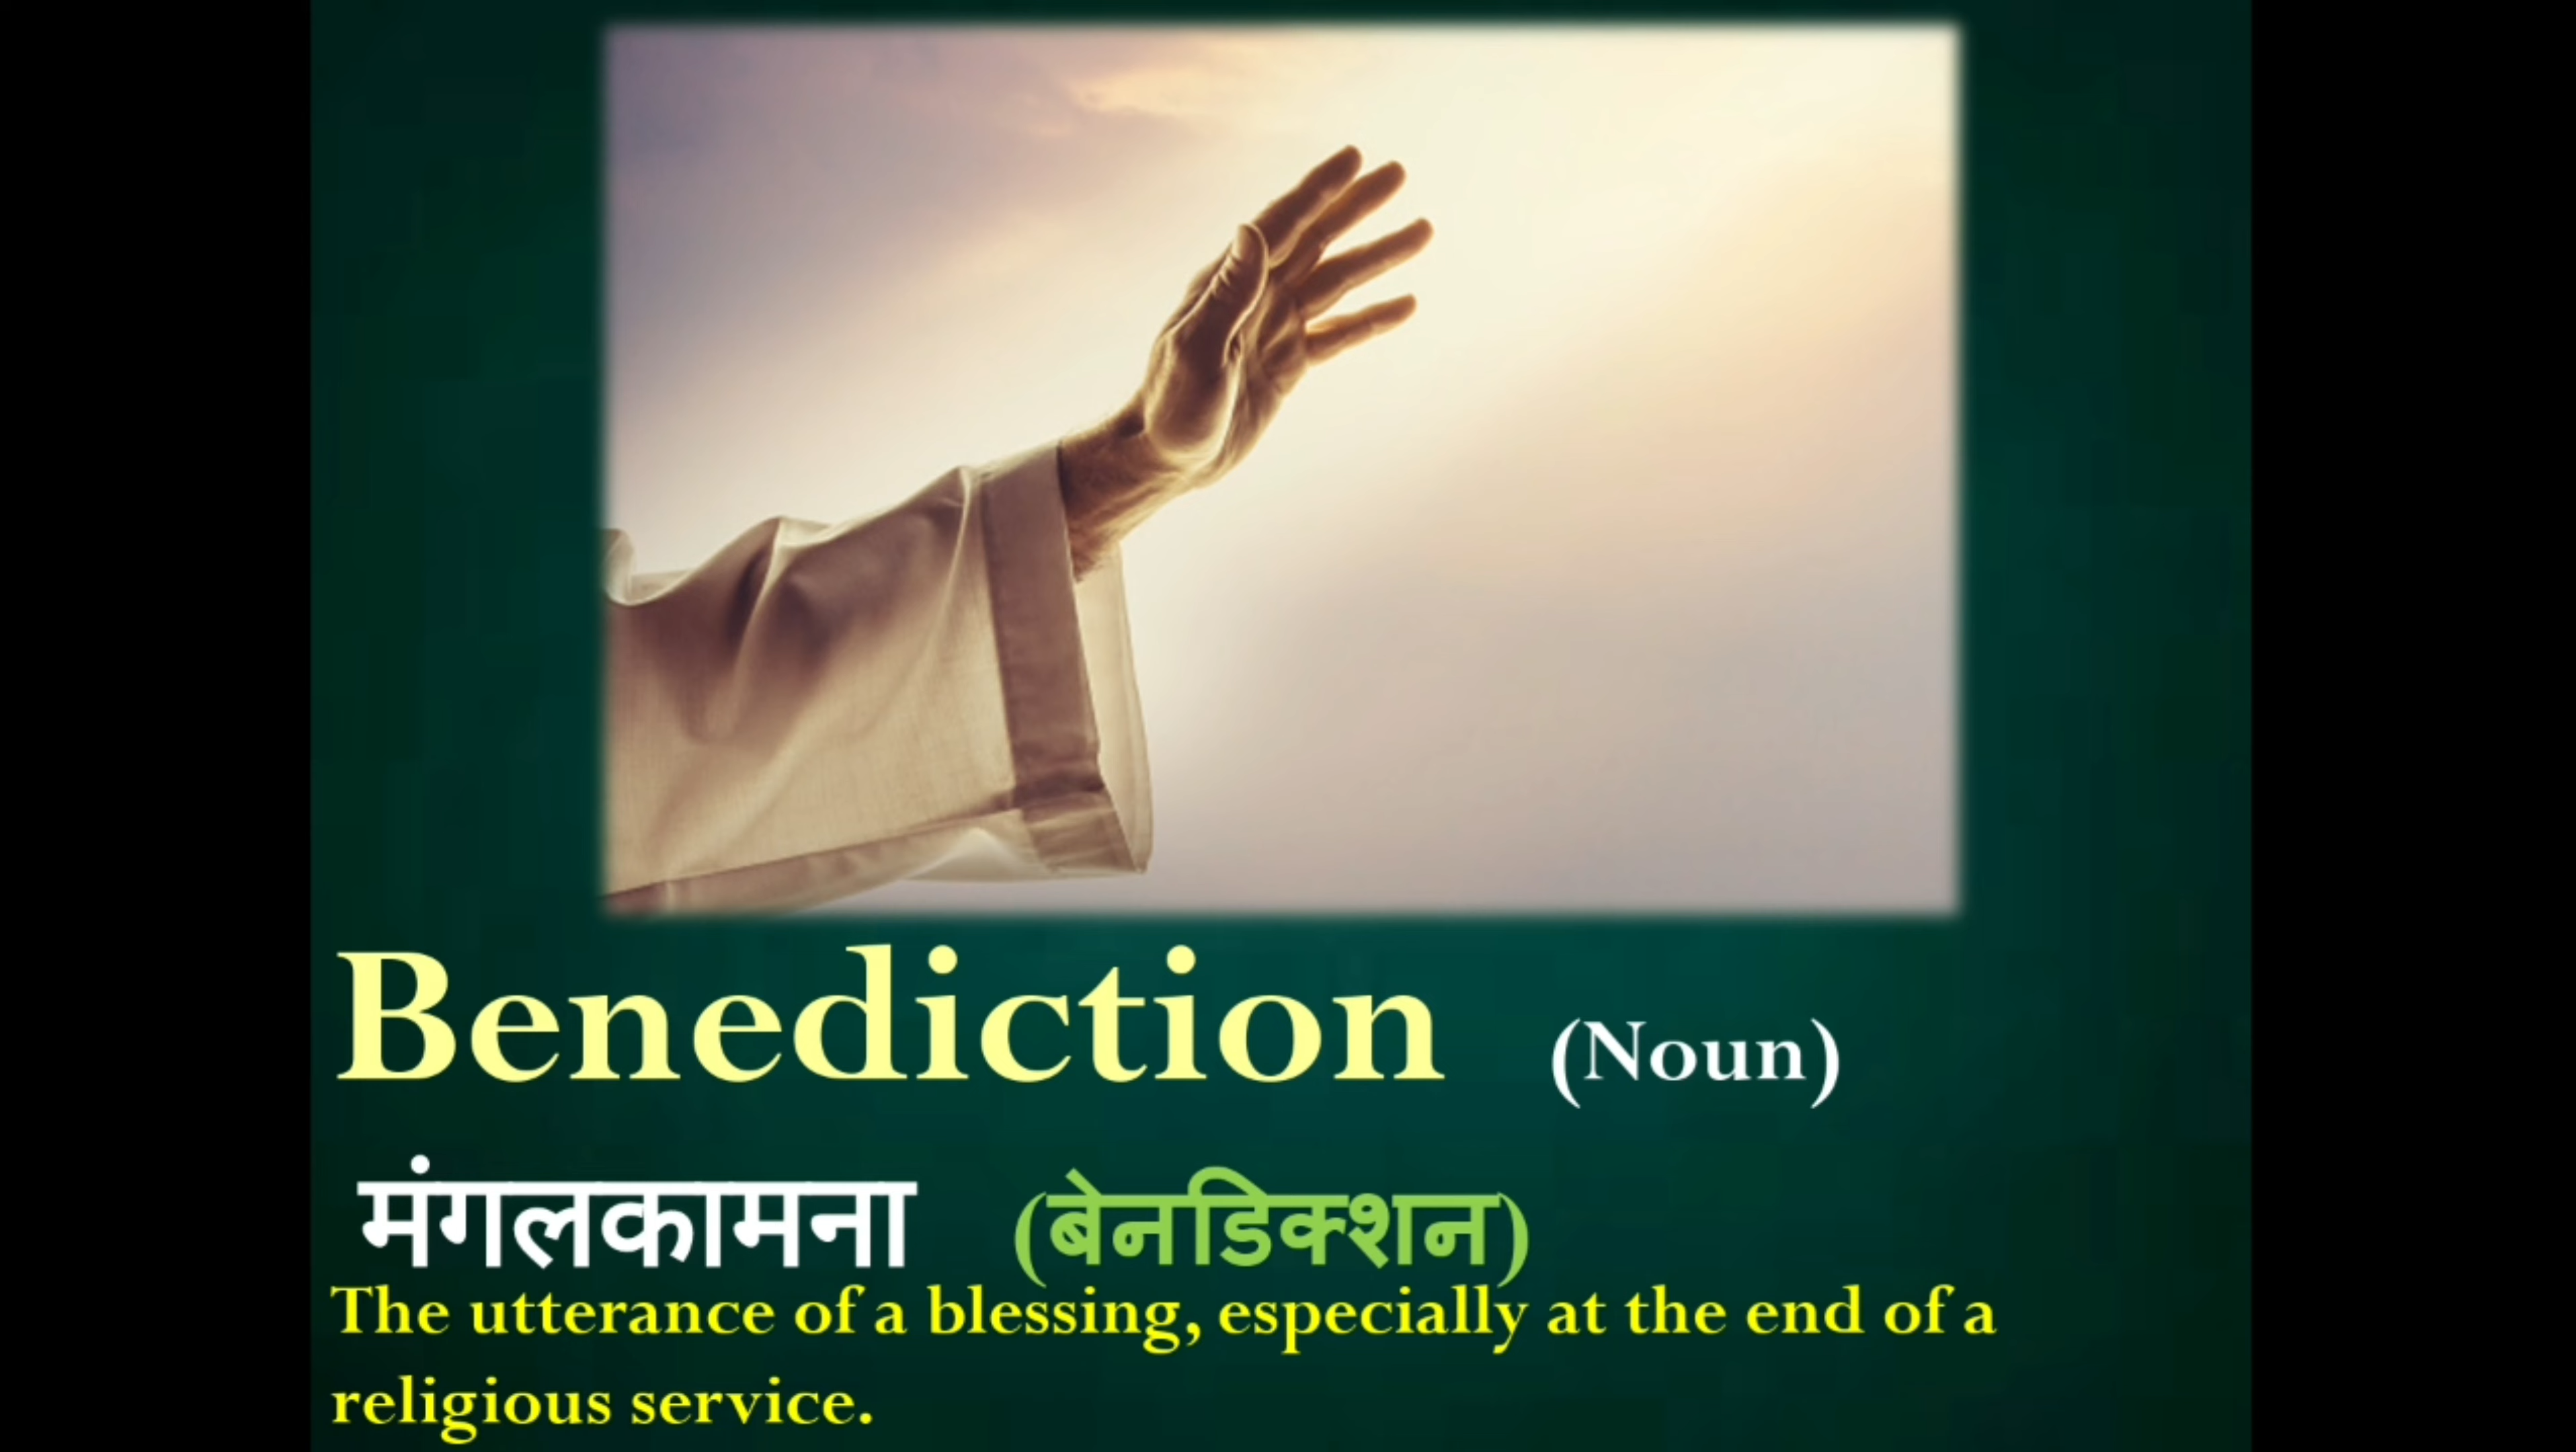 Benediction (Noun)
मंगलकामना (बेनडिक्शन)
The utterance of a blessing, especially at the end of a
religious service.